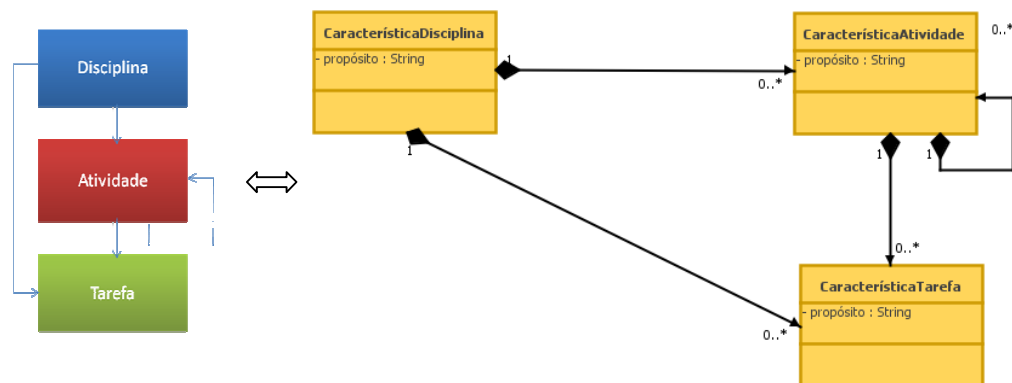 Disciplina
Atividade
Tarefa
CaracterísticaDisciplina
- propósito : String
1
0..*
1
0..*
CaracterísticaAtividade
- propósito : String
0..*
1
1
0..*
CaracterísticaTarefa
- propósito : String